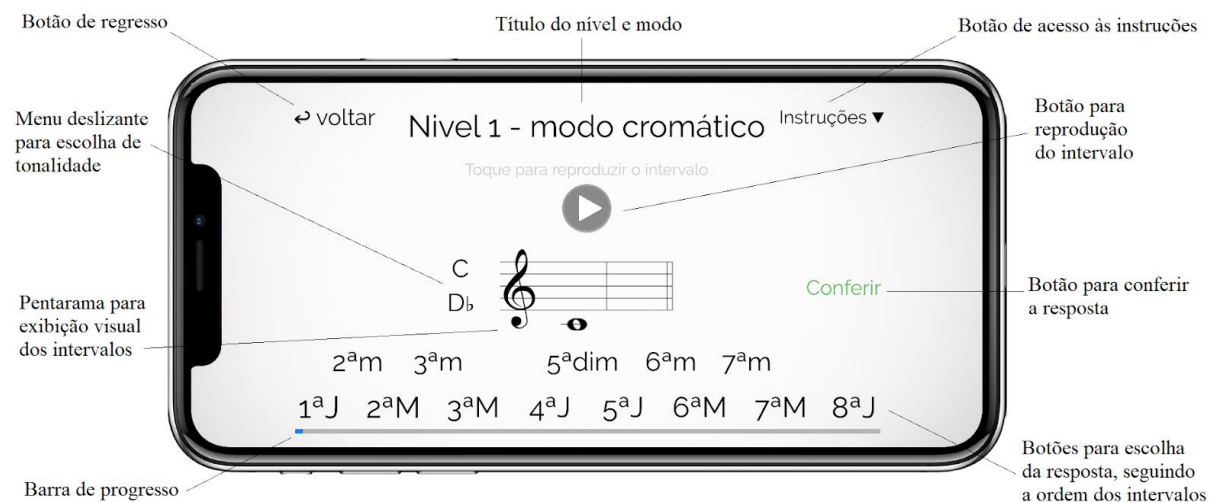 Botão de regresso
Título do nível e modo
Botão de acesso às instruções
Menu deslizante
para escolha de
tonalidade
Botão para
reprodução
do intervalo
Pentarama para
exibição visual
dos intervalos
Botão para conferir
a resposta
Barra de progresso
Botões para escolha
da resposta, seguindo
a ordem dos intervalos
↩ voltar
Nivel 1 - modo cromático
Instruções ▼
Toque para reproduzir o intervalo
C
D♭
Conferir
2ªm 3ªm 5ªdim 6ªm 7ªm
1ªJ 2ªM 3ªM 4ªJ 5ªJ 6ªM 7ªM 8ªJ